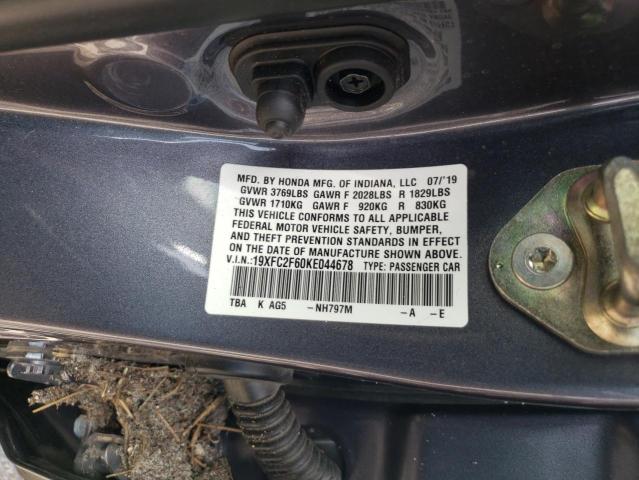 MFD. BY HONDA MFG. OF INDIANA, LLC 07/'19
GVWR 3769LBS GAWR F 2028LBS R 1829LBS
GVWR 1710KG GAWR F 920KG R 830KG
THIS VEHICLE CONFORMS TO ALL APPLICABLE
FEDERAL MOTOR VEHICLE SAFETY, BUMPER,
AND THEFT PREVENTION STANDARDS IN EFFECT
ON THE DATE OF MANUFACTURE SHOWN ABOVE.
V.I.N.:19XFC2F60KE044678 TYPE: PASSENGER CAR
TBA K AG5 -NH797M -A -E